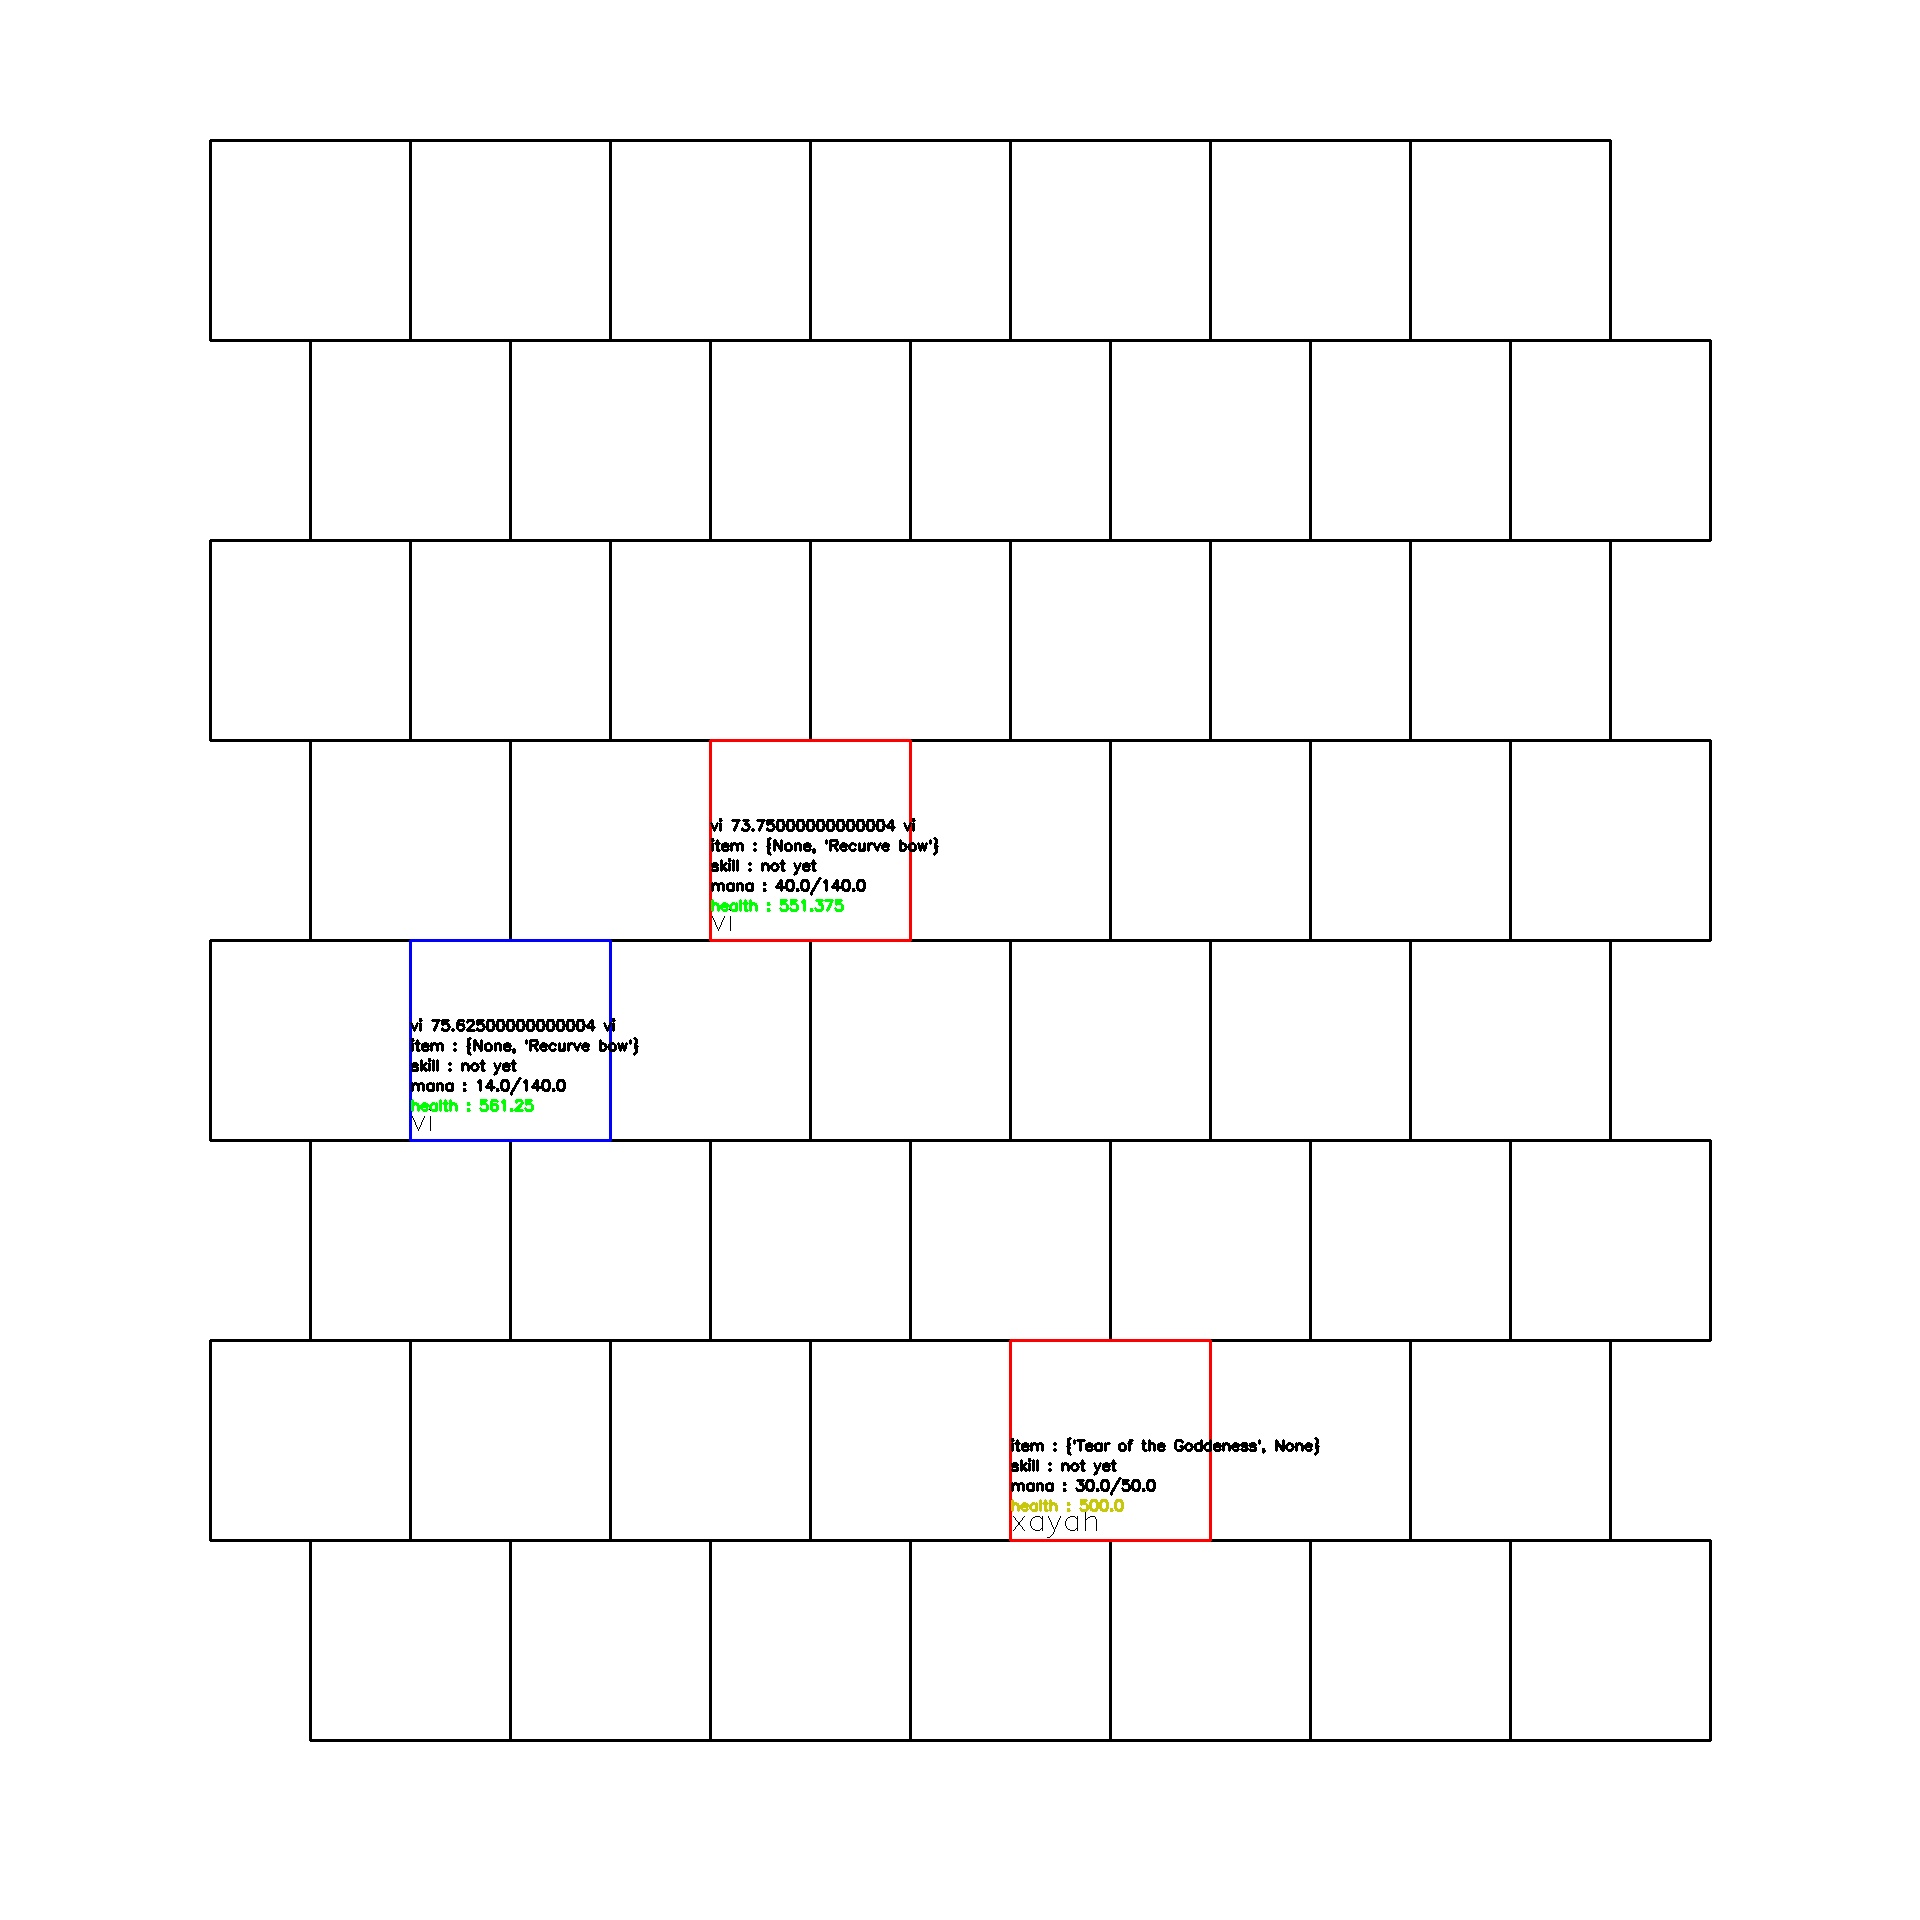 vi 73.75000000000004 vi
item : {None, 'Recurve bow'}
skill : not yet
mana : 40.0/140.0
health : 551.375
vi
vi 75.62500000000004 vi
item : {None, 'Recurve bow'}
skill : not yet
mana : 14.0/140.0
health : 561.25
vi
item : {'Tear of the Goddeness', None}
skill : not yet
mana : 30.0/50.0
health : 500.0
xayah